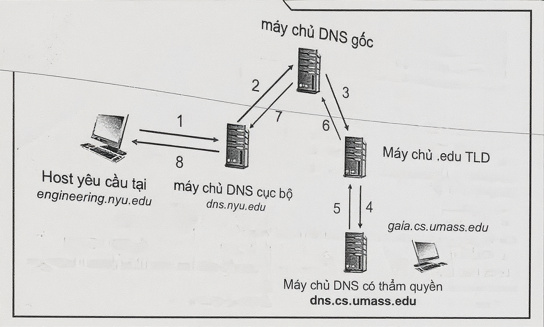 máy chủ DNS gốc
2
3
1
7
6
8
Máy chủ .edu TLD
Host yêu cầu tại
engineering.nyu.edu
máy chủ DNS cục bộ
dns.nyu.edu
5
4
gaia.cs.umass.edu
Máy chủ DNS có thẩm quyền
dns.cs.umass.edu